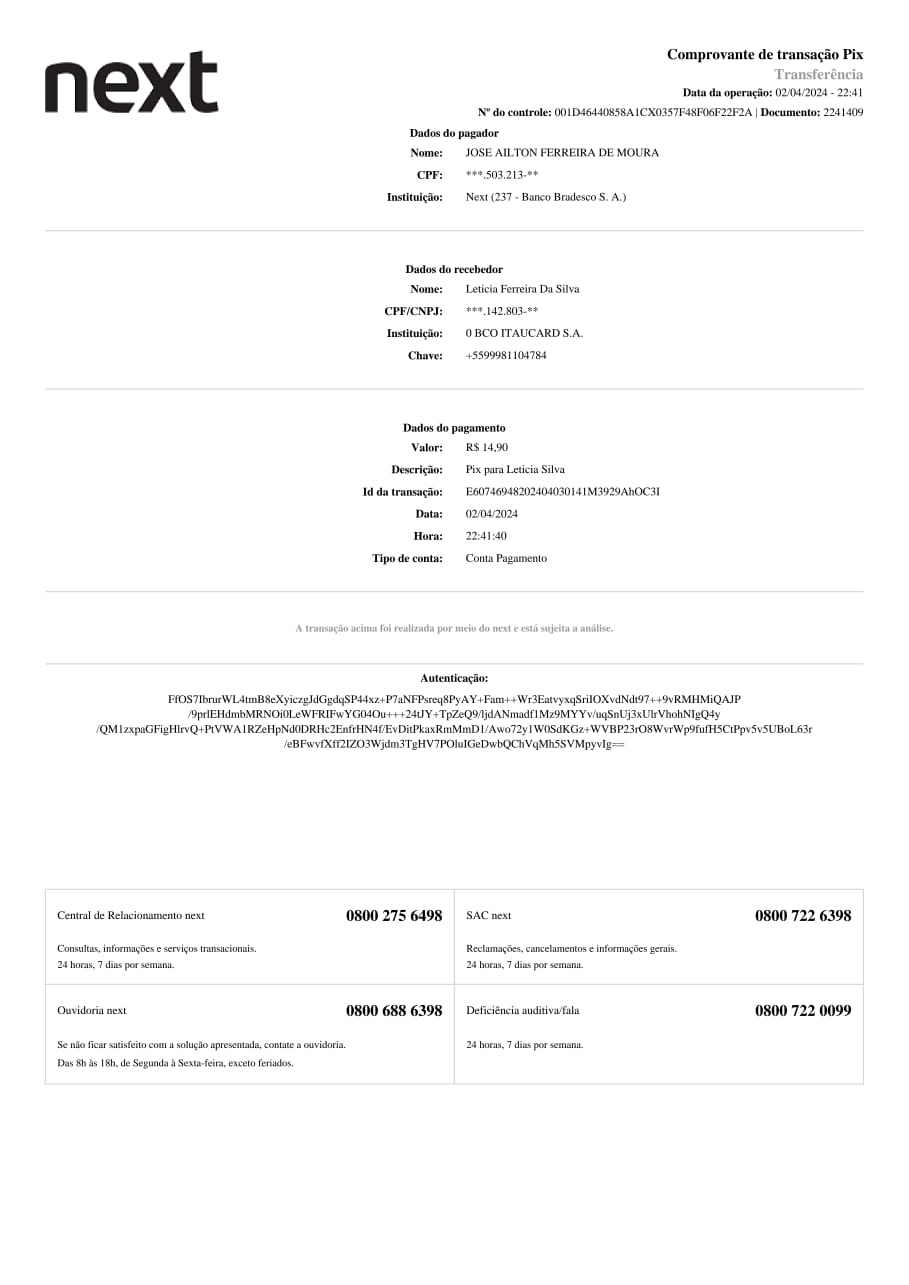 next
Comprovante de transação Pix
Transferência
Data da operação: 02/04/2024 - 22:41
Nº do controle: 001D46440858A1CX0357F48F06F22F2A | Documento: 2241409
Dados do pagador
Nome: JOSE AILTON FERREIRA DE MOURA
CPF: ***.503.213-**
Instituição: Next (237 - Banco Bradesco S. A.)
Dados do recebedor
Nome: Leticia Ferreira Da Silva
CPF/CNPJ: ***.142.803-**
Instituição: 0 BCO ITAUCARD S.A.
Chave: +5599981104784
Dados do pagamento
Valor: R$ 14,90
Descrição: Pix para Leticia Silva
Id da transação: E60746948202404030141M3929AhOC3I
Data: 02/04/2024
Hora: 22:41:40
Tipo de conta: Conta Pagamento
A transação acima foi realizada por meio do next e está sujeita a análise.
Autenticação:
FfOS7IbrurWL4tmB8eXyiczgJdGgdqSP44xz+P7aNFPsreq8PyAY+Fam++Wr3EatvyxqSriIOXvdNdt97++9vRMHMiQAJP
/9prlEHdmbMRNOi0LeWFRIFwYG04Ou+++24tJY+TpZeQ9/ljdANmadf1Mz9MYYv/uqSnUj3xUlrVhohNIgQ4y
/QM1zxpaGFigHlrvQ+PtVWA1RZeHpNd0DRHc2EnfrHN4f/EvDitPkaxRmMmD1/Awo72y1W0SdKGz+WVBP23rO8WvrWp9fufH5CtPpv5v5UBoL63r
/eBFwvfXff2IZO3Wjdm3TgHV7POluIGeDwbQChVqMh5SVMpyvIg==
Central de Relacionamento next 0800 275 6498
Consultas, informações e serviços transacionais.
24 horas, 7 dias por semana.
SAC next 0800 722 6398
Reclamações, cancelamentos e informações gerais.
24 horas, 7 dias por semana.
Ouvidoria next 0800 688 6398
Se não ficar satisfeito com a solução apresentada, contate a ouvidoria.
Das 8h às 18h, de Segunda à Sexta-feira, exceto feriados.
Deficiência auditiva/fala 0800 722 0099
24 horas, 7 dias por semana.